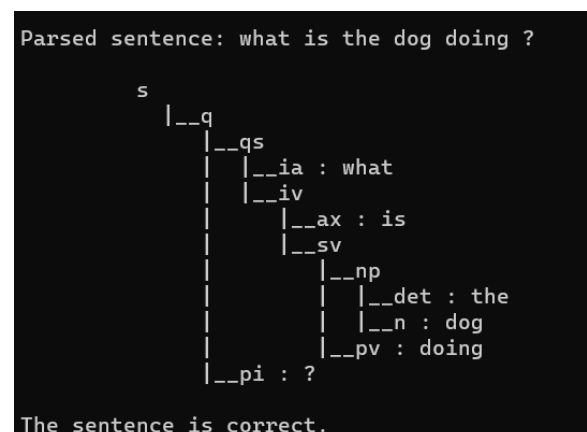 Parsed sentence: what is the dog doing ?
s
|__q
|__qs
| |__ia : what
| |__iv
| |__ax : is
| |__sv
| |__np
| | |__det : the
| | |__n : dog
| |__pv : doing
|__pi : ?
The sentence is correct.